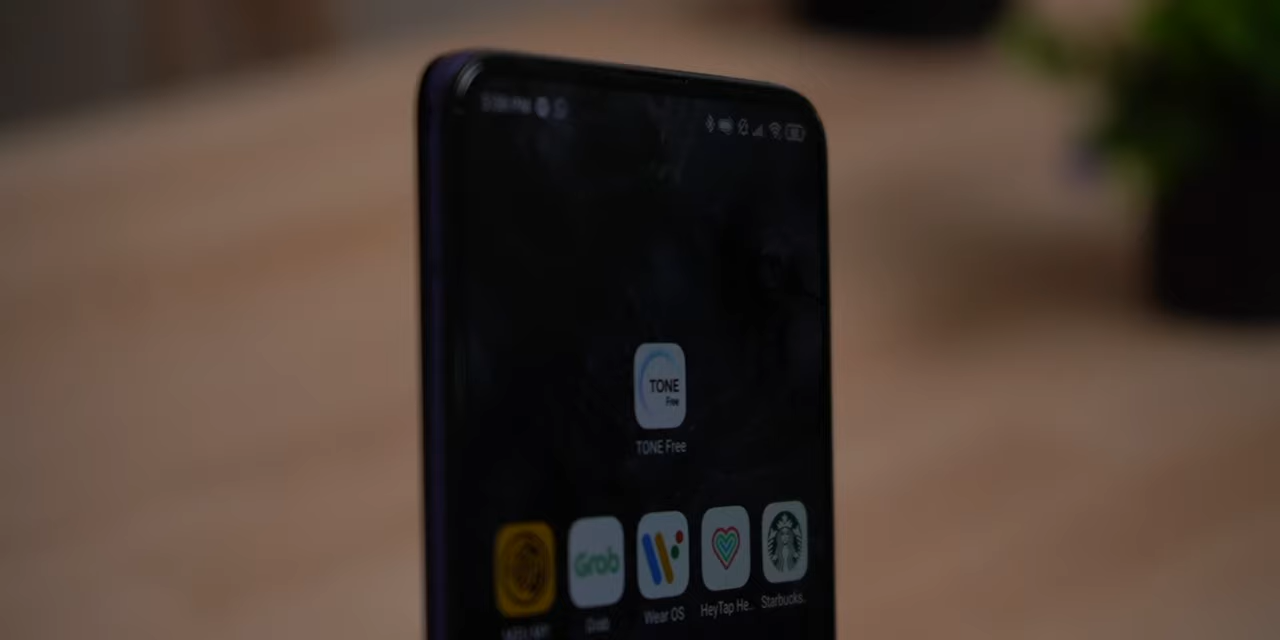 TONE
Free
TONE Free
Grab
Wear OS
HeyTap He..
Starbucks.